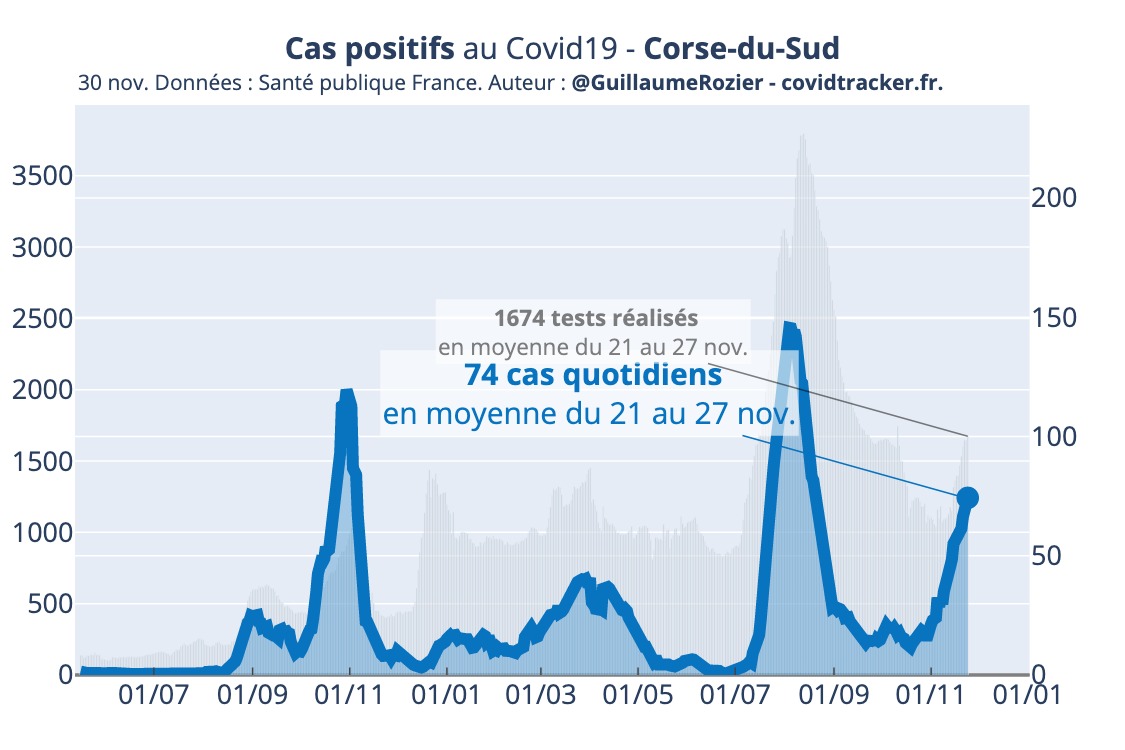 Cas positifs au Covid19 - Corse-du-Sud
30 nov. Données : Santé publique France. Auteur : @GuillaumeRozier - covidtracker.fr.
3500
3000
2500
2000
1500
1000
500
0
200
150
100
50
0
1674 tests réalisés
en moyenne du 21 au 27 nov.
74 cas quotidiens
en moyenne du 21 au 27 nov.
01/07 01/09 01/11 01/01 01/03 01/05 01/07 01/09 01/11 01/01